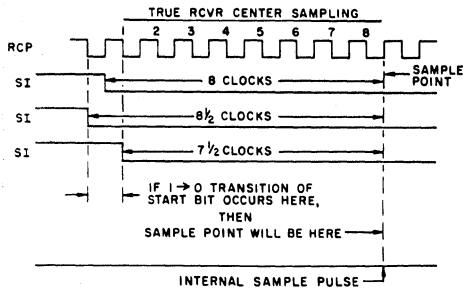 TRUE RCVR CENTER SAMPLING
2 3 4 5 6 7 8
RCP
SI 8 CLOCKS SAMPLE POINT
SI 8½ CLOCKS
SI 7½ CLOCKS
IF 1 → 0 TRANSITION OF
START BIT OCCURS HERE,
THEN
SAMPLE POINT WILL BE HERE
INTERNAL SAMPLE PULSE